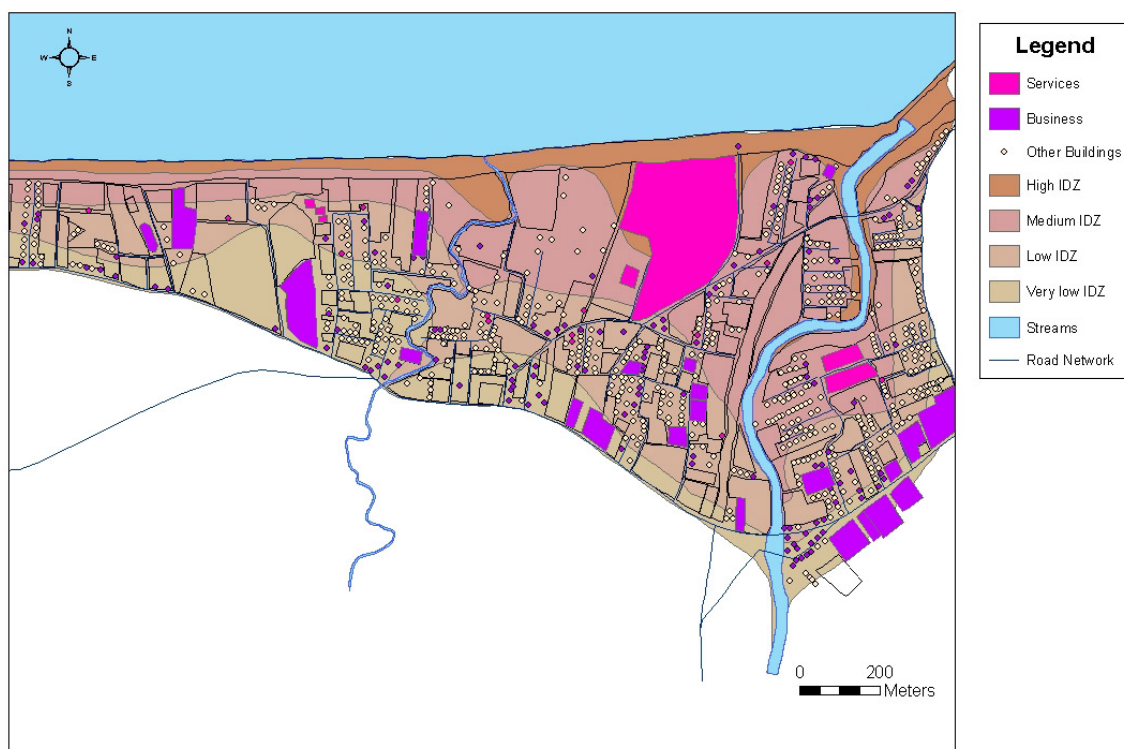 N
W E
S
Legend
Services
Business
Other Buildings
High IDZ
Medium IDZ
Low IDZ
Very low IDZ
Streams
Road Network
0 200
Meters